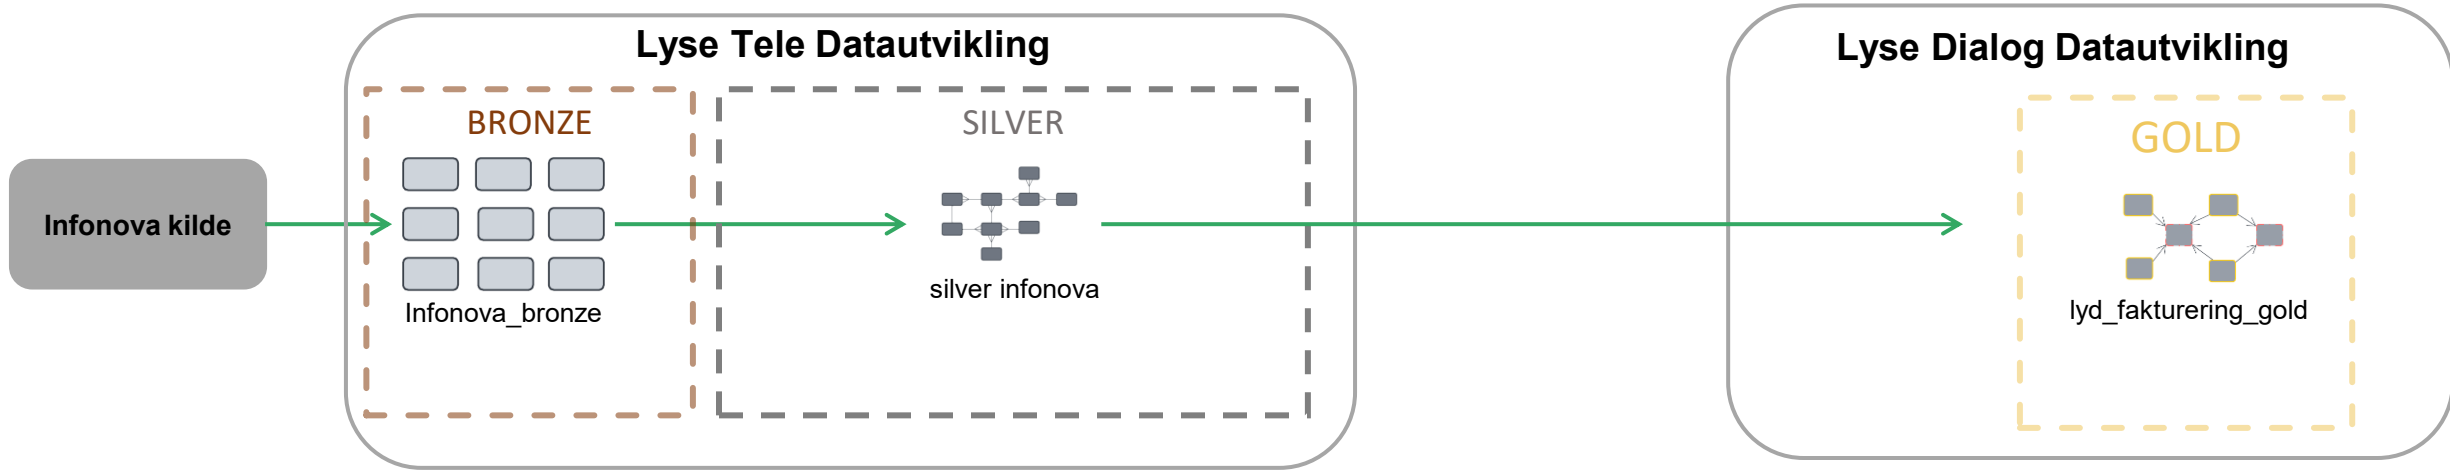 Lyse Tele Datautvikling
Lyse Dialog Datautvikling
BRONZE
SILVER
GOLD
Infonova kilde
Infonova_bronze
silver infonova
lyd_fakturering_gold